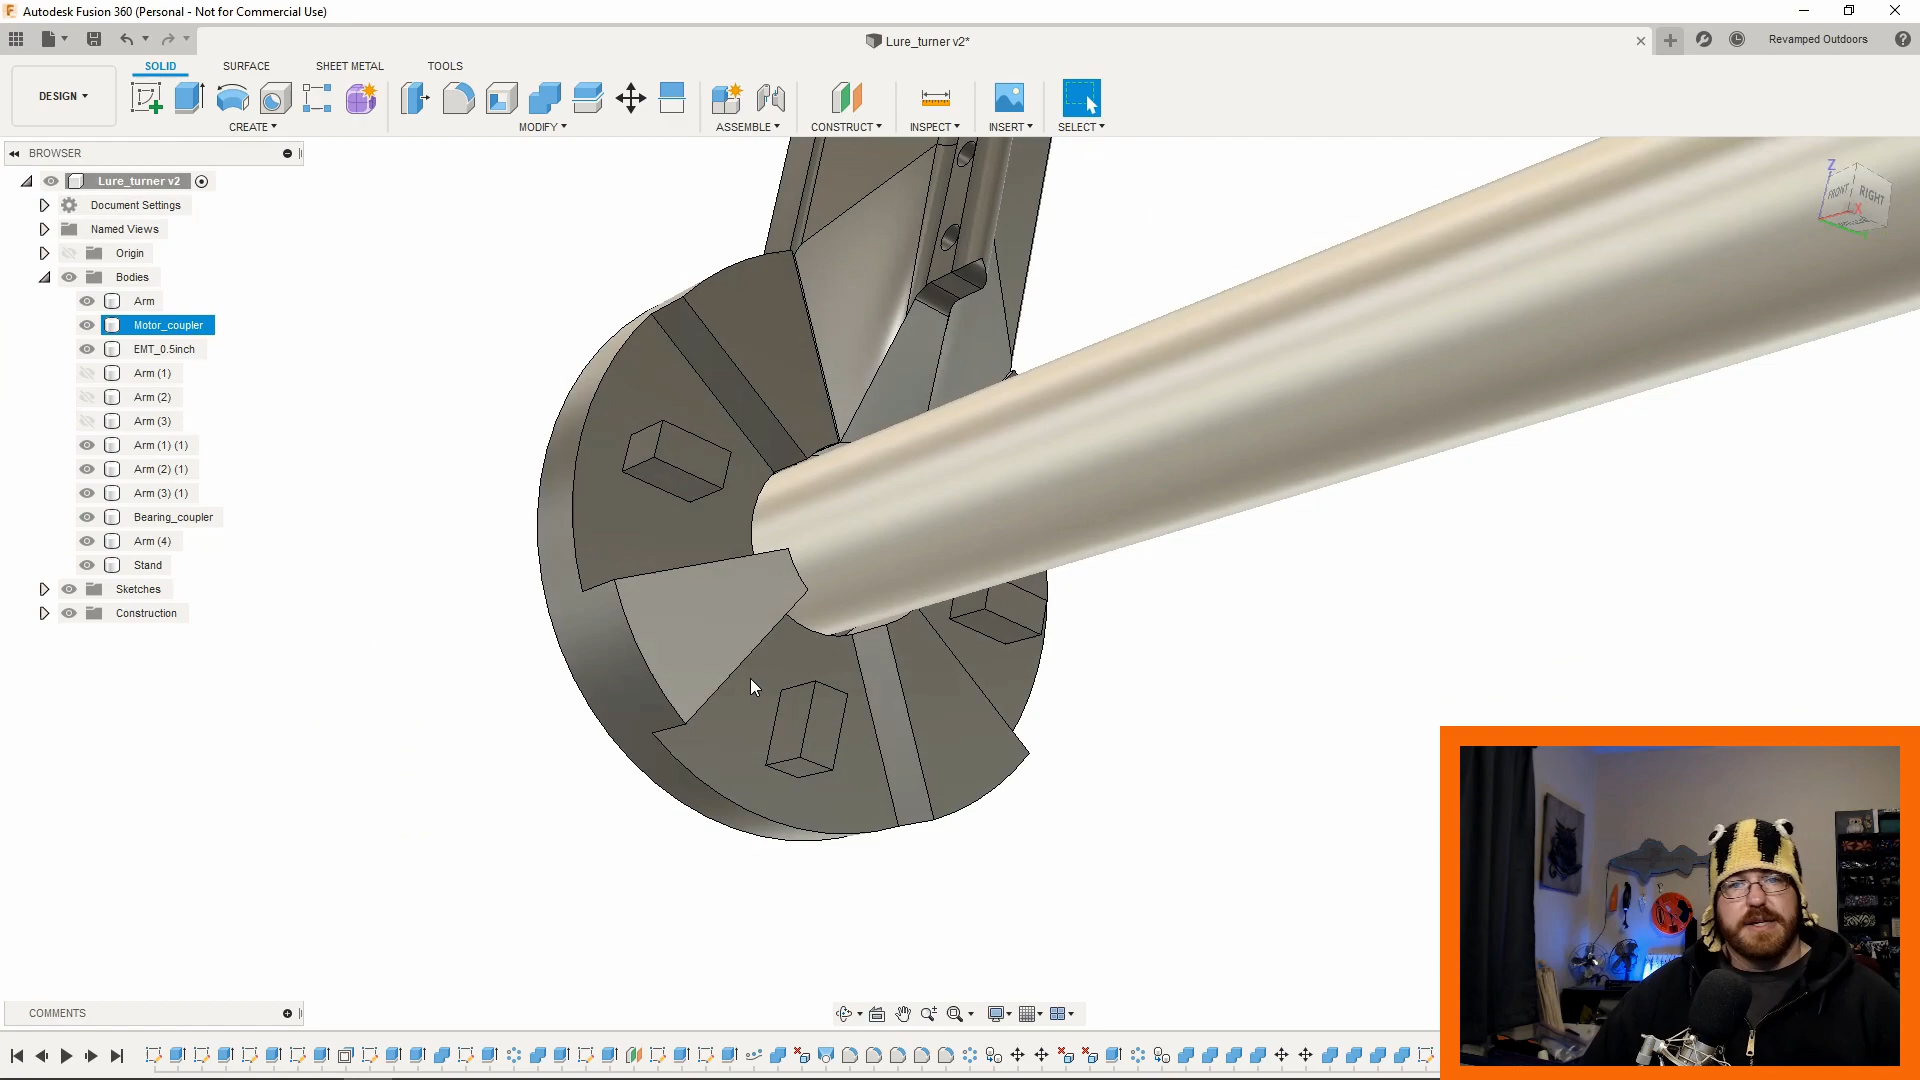 Autodesk Fusion 360 (Personal - Not for Commercial Use)
Lure_turner v2*
Revamped Outdoors
DESIGN
SOLID
SURFACE
SHEET METAL
TOOLS
CREATE
MODIFY
ASSEMBLE
CONSTRUCT
INSPECT
INSERT
SELECT
BROWSER
Lure_turner v2
Document Settings
Named Views
Origin
Bodies
Arm
Motor_coupler
EMT_0.5inch
Arm (1)
Arm (2)
Arm (3)
Arm (1) (1)
Arm (2) (1)
Arm (3) (1)
Bearing_coupler
Arm (4)
Stand
Sketches
Construction
Z
FRONT
RIGHT
X
COMMENTS